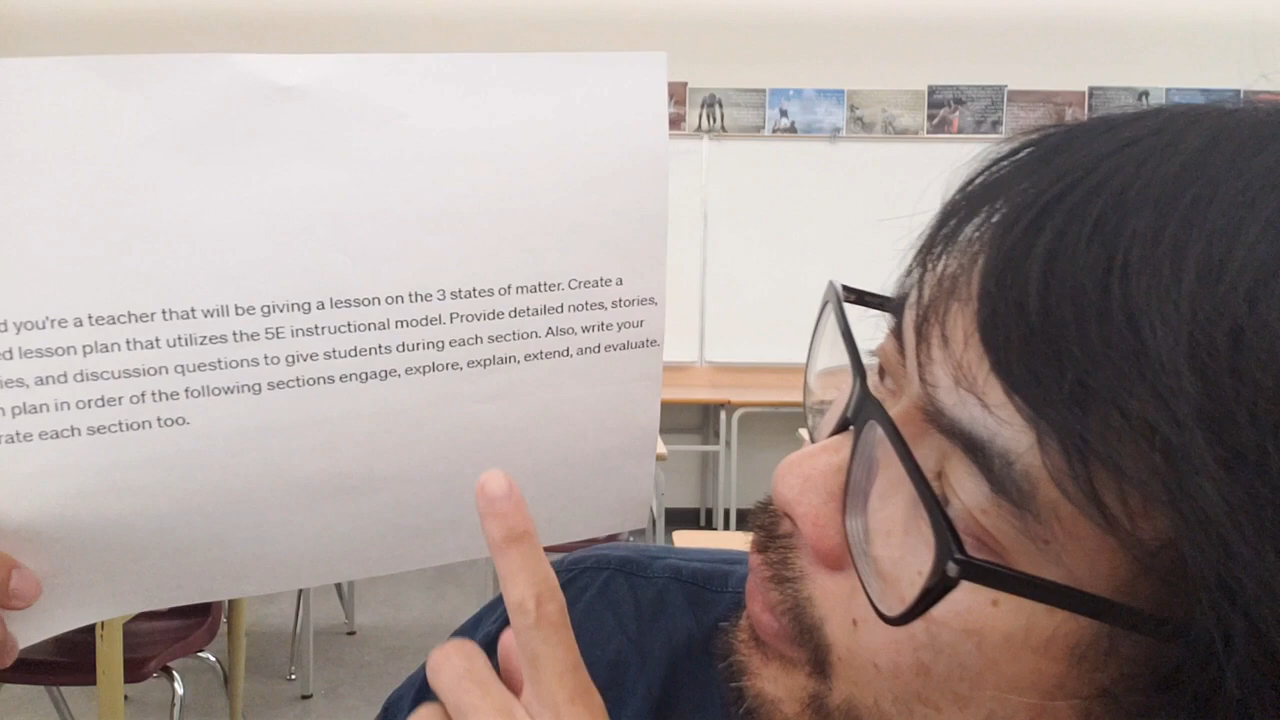 d you're a teacher that will be giving a lesson on the 3 states of matter. Create a
ed lesson plan that utilizes the 5E instructional model. Provide detailed notes, stories,
ies, and discussion questions to give students during each section. Also, write your
n plan in order of the following sections engage, explore, explain, extend, and evaluate.
rate each section too.